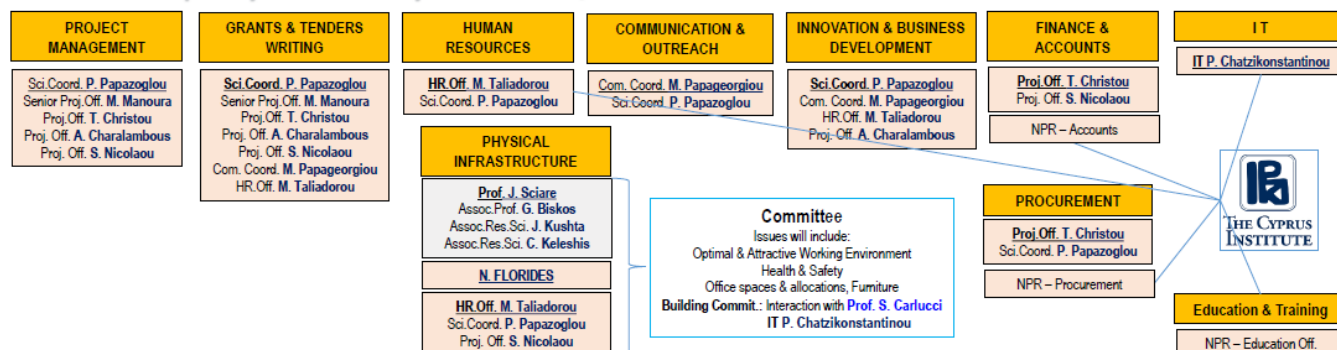 PROJECT
MANAGEMENT
Sci.Coord. P. Papazoglou
Senior Proj.Off. M. Manoura
Proj.Off. T. Christou
Proj. Off. A. Charalambous
Proj. Off. S. Nicolaou
GRANTS & TENDERS
WRITING
Sci.Coord. P. Papazoglou
Senior Proj.Off. M. Manoura
Proj.Off. T. Christou
Proj. Off. A. Charalambous
Proj. Off. S. Nicolaou
Com. Coord. M. Papageorgiou
HR.Off. M. Taliadorou
HUMAN
RESOURCES
HR.Off. M. Taliadorou
Sci.Coord. P. Papazoglou
COMMUNICATION &
OUTREACH
Com. Coord. M. Papageorgiou
Sci.Coord. P. Papazoglou
INNOVATION & BUSINESS
DEVELOPMENT
Sci.Coord. P. Papazoglou
Com. Coord. M. Papageorgiou
HR.Off. M. Taliadorou
Proj. Off. A. Charalambous
FINANCE &
ACCOUNTS
Proj.Off. T. Christou
Proj. Off. S. Nicolaou
NPR – Accounts
I T
IT P. Chatzikonstantinou
PHYSICAL
INFRASTRUCTURE
Prof. J. Sciare
Assoc.Prof. G. Biskos
Assoc.Res.Sci. J. Kushta
Assoc.Res.Sci. C. Keleshis
N. FLORIDES
HR.Off. M. Taliadorou
Sci.Coord. P. Papazoglou
Proj. Off. S. Nicolaou
Committee
Issues will include:
Optimal & Attractive Working Environment
Health & Safety
Office spaces & allocations, Furniture
Building Commit.: Interaction with Prof. S. Carlucci
IT P. Chatzikonstantinou
PROCUREMENT
Proj.Off. T. Christou
Sci.Coord. P. Papazoglou
NPR – Procurement
THE CYPRUS
INSTITUTE
Education & Training
NPR – Education Off.